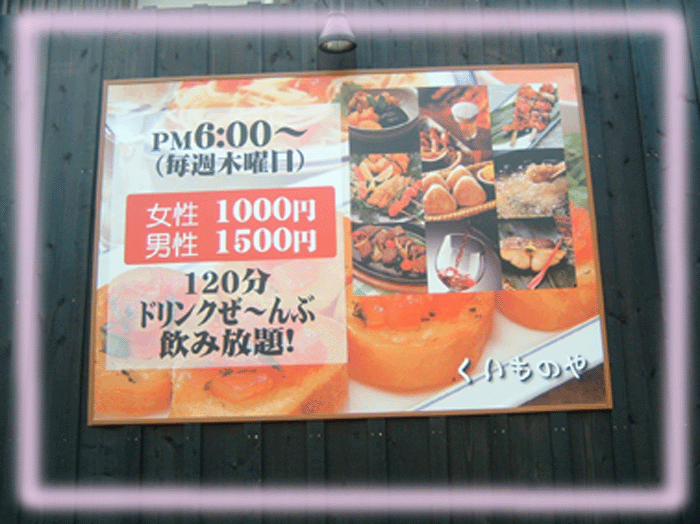 PM6:00～
(毎週木曜日)
女性 1000円
男性 1500円
120分
ドリンクぜ～んぶ
飲み放題!
くいものや